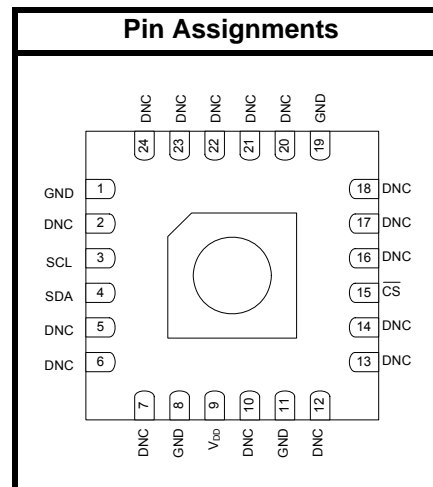 Pin Assignments
DNC DNC DNC DNC DNC GND
24 23 22 21 20 19
GND 1 18 DNC
DNC 2 17 DNC
SCL 3 16 DNC
SDA 4 15 CS
DNC 5 14 DNC
DNC 6 13 DNC
7 8 9 10 11 12
DNC GND VDD DNC GND DNC